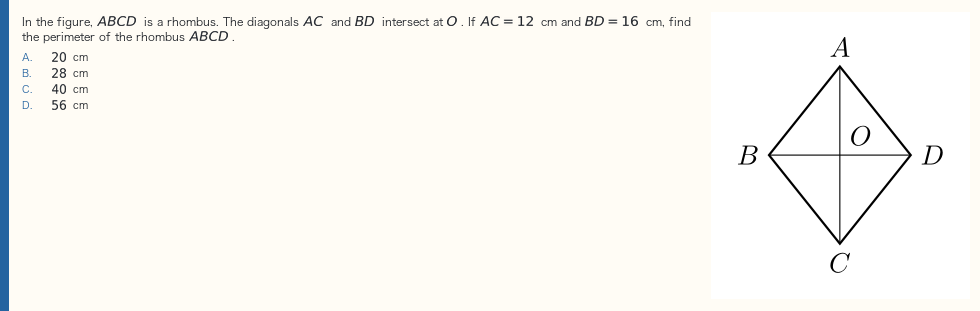 In the figure, ABCD is a rhombus. The diagonals AC and BD intersect at O . If AC = 12 cm and BD = 16 cm, find
the perimeter of the rhombus ABCD .
A. 20 cm
B. 28 cm
C. 40 cm
D. 56 cm
A
O
B
D
C